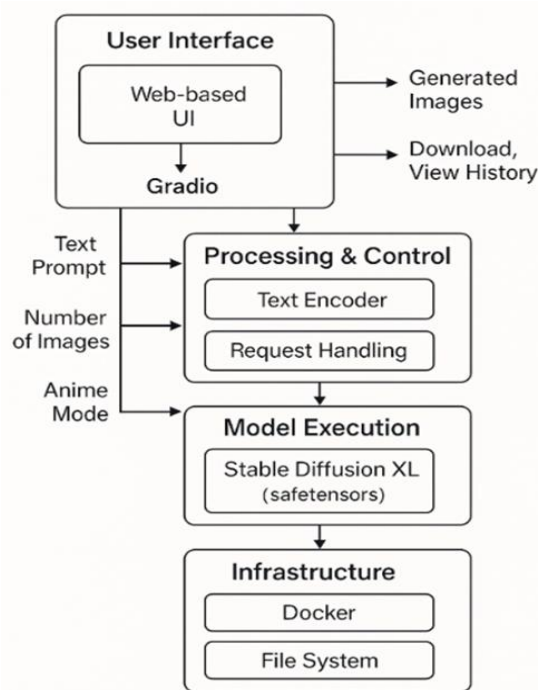 User Interface
Web-based
UI
Gradio
Generated
Images
Download,
View History
Text
Prompt
Number
of Images
Anime
Mode
Processing & Control
Text Encoder
Request Handling
Model Execution
Stable Diffusion XL
(safetensors)
Infrastructure
Docker
File System